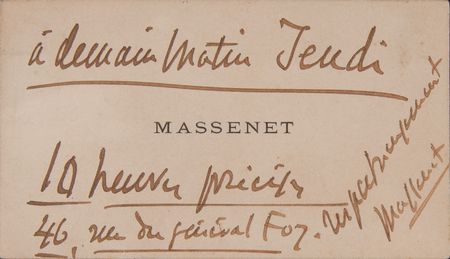 à demain matin Jeudi
MASSENET
10 heures précises
46, rue du général Foy.
respectueusement
Massenet